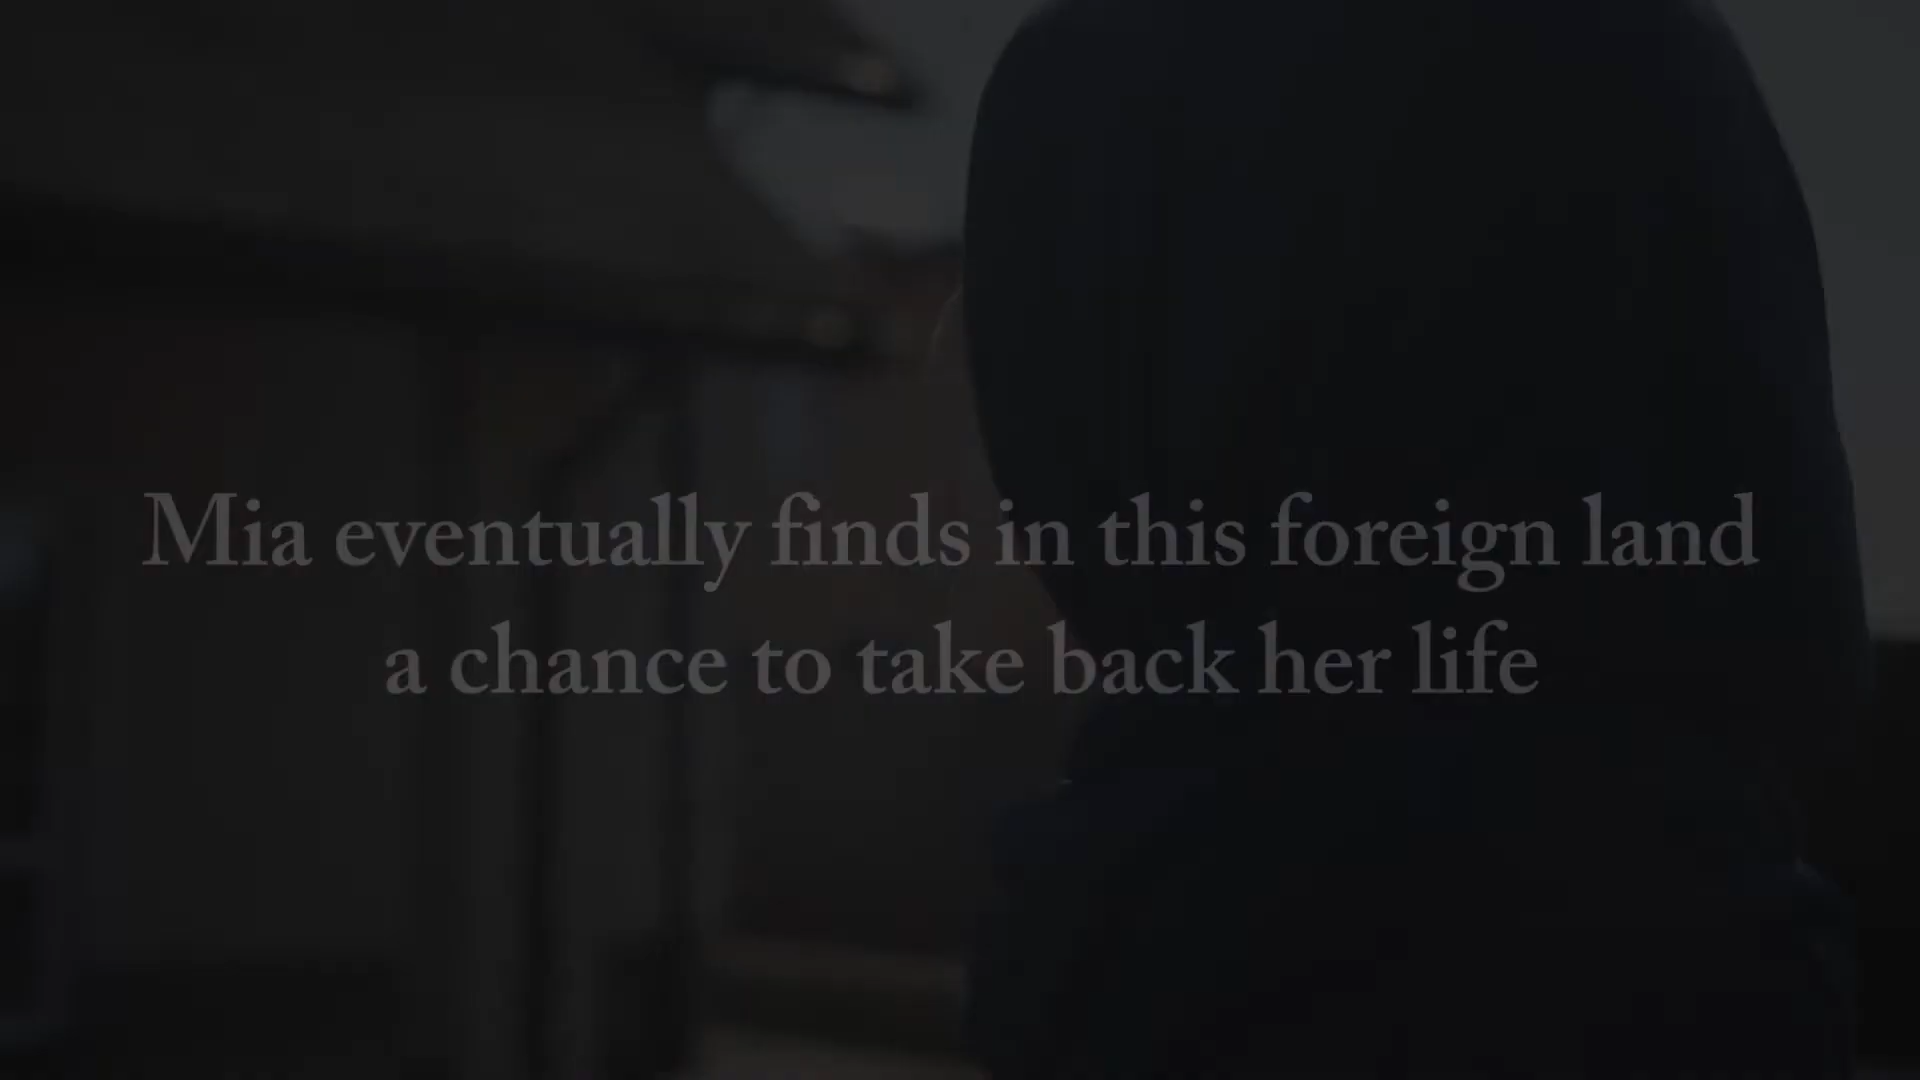 Mia eventually finds in this foreign land
a chance to take back her life